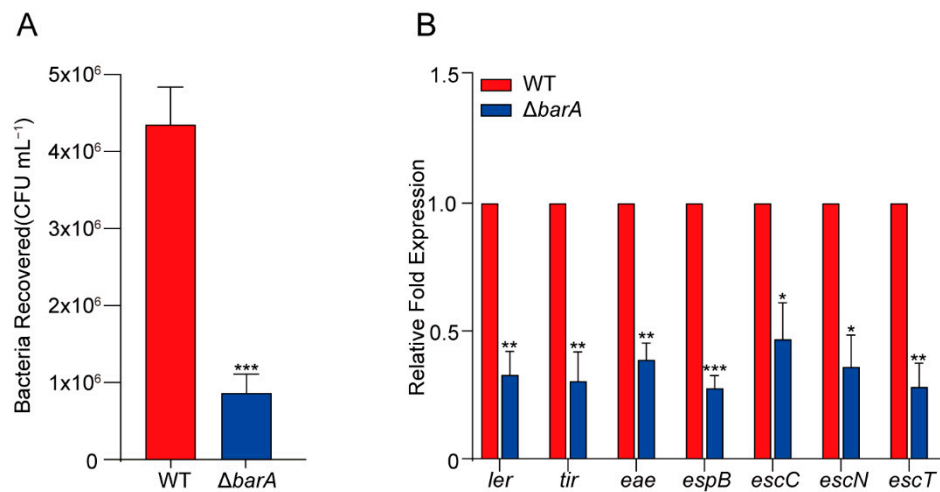 A
Bacteria Recovered(CFU mL⁻¹)
5x10⁶
4x10⁶
3x10⁶
2x10⁶
1x10⁶
0
***
WT
ΔbarA
B
Relative Fold Expression
1.5
1.0
0.5
0.0
WT
ΔbarA
** ** ** *** * * **
ler tir eae espB escC escN escT